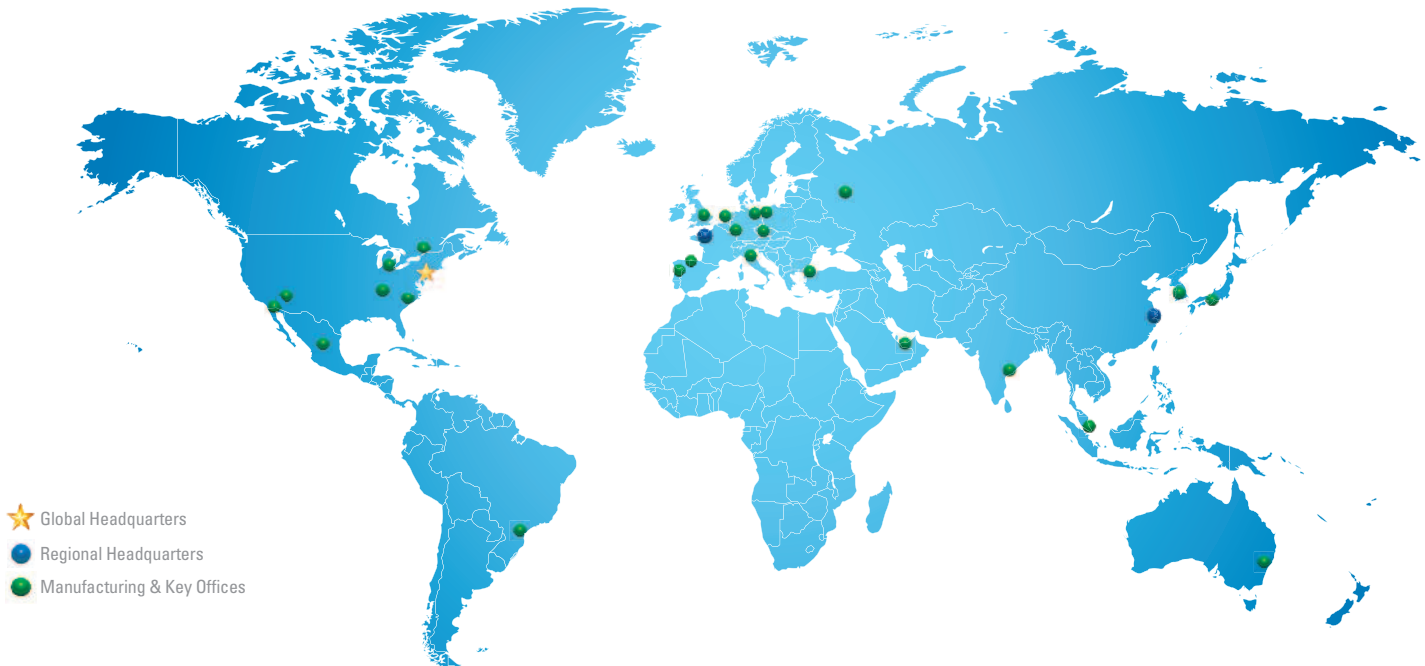 Global Headquarters
Regional Headquarters
Manufacturing & Key Offices